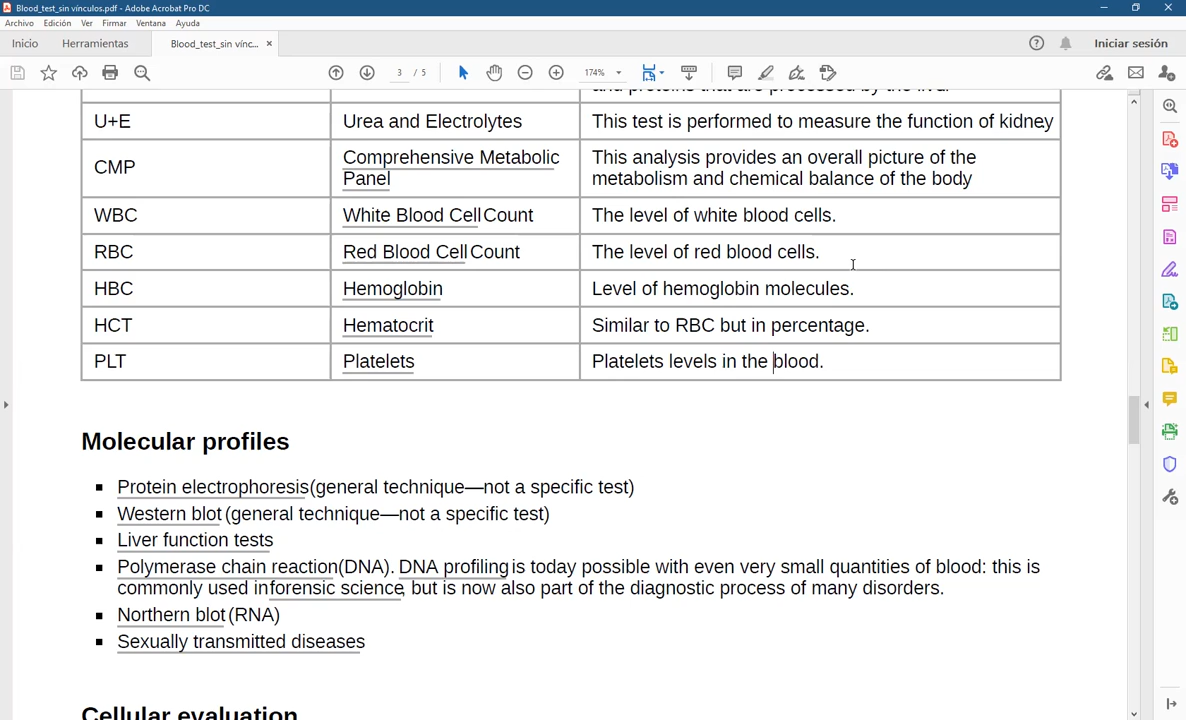 Blood_test_sin vínculos.pdf - Adobe Acrobat Pro DC
Archivo Edición Ver Firmar Ventana Ayuda
Inicio Herramientas Blood_test_sin vínc... × Iniciar sesión
3 / 5 174%
and proteins that are processed by the liver
U+E Urea and Electrolytes This test is performed to measure the function of kidney
CMP Comprehensive Metabolic Panel This analysis provides an overall picture of the
metabolism and chemical balance of the body
WBC White Blood Cell Count The level of white blood cells.
RBC Red Blood Cell Count The level of red blood cells.
HBC Hemoglobin Level of hemoglobin molecules.
HCT Hematocrit Similar to RBC but in percentage.
PLT Platelets Platelets levels in the blood.
Molecular profiles
▪ Protein electrophoresis (general technique—not a specific test)
▪ Western blot (general technique—not a specific test)
▪ Liver function tests
▪ Polymerase chain reaction (DNA). DNA profiling is today possible with even very small quantities of blood: this is
commonly used in forensic science, but is now also part of the diagnostic process of many disorders.
▪ Northern blot (RNA)
▪ Sexually transmitted diseases
Cellular evaluation